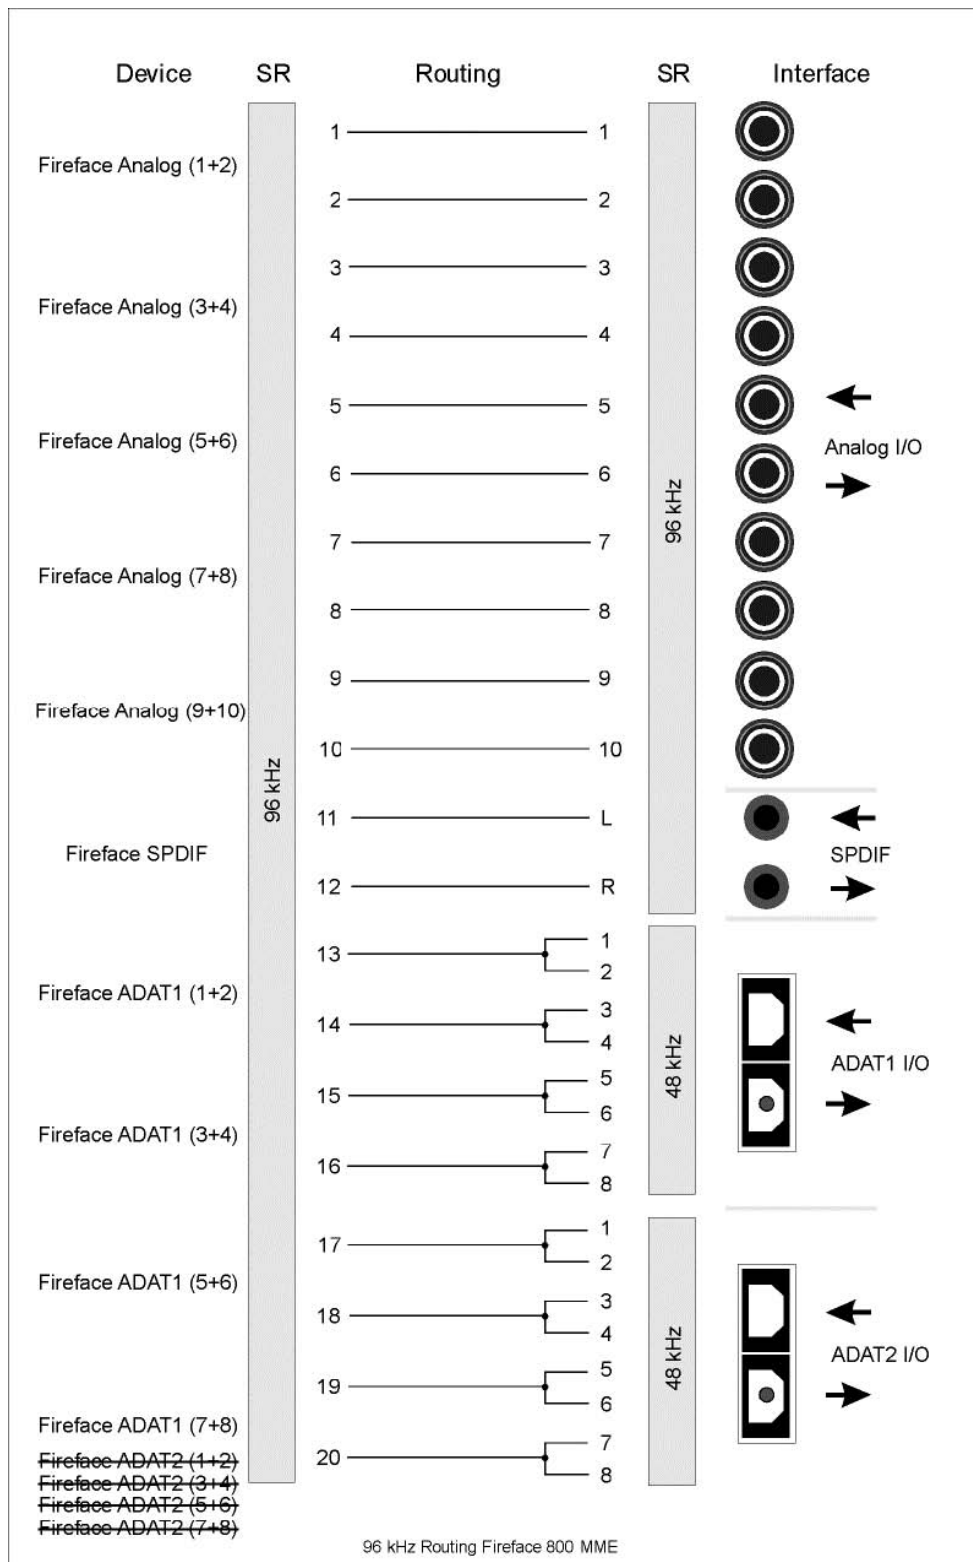 Device SR Routing SR Interface
1 1
Fireface Analog (1+2)
2 2
3 3
Fireface Analog (3+4)
4 4
5 5
Fireface Analog (5+6) Analog I/O
6 6
96 kHz
7 7
Fireface Analog (7+8)
8 8
9 9
Fireface Analog (9+10)
10 10
96 kHz
11 L
Fireface SPDIF SPDIF
12 R
13 1
2
Fireface ADAT1 (1+2)
14 3
4
48 kHz ADAT1 I/O
15 5
6
Fireface ADAT1 (3+4)
16 7
8
17 1
2
Fireface ADAT1 (5+6)
18 3
4
48 kHz ADAT2 I/O
19 5
6
Fireface ADAT1 (7+8)
20 7
8
Fireface ADAT2 (1+2)
Fireface ADAT2 (3+4)
Fireface ADAT2 (5+6)
Fireface ADAT2 (7+8)
96 kHz Routing Fireface 800 MME